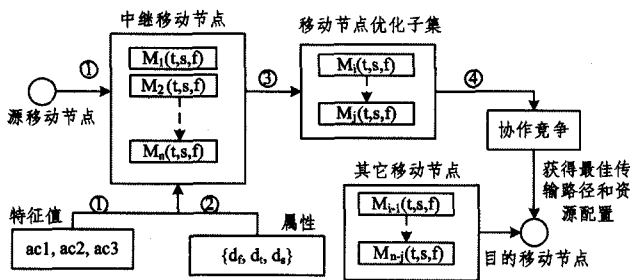 中继移动节点
移动节点优化子集
①
M₁(t,s,f)
M₂(t,s,f)
Mₙ(t,s,f)
③
Mᵢ(t,s,f)
Mⱼ(t,s,f)
④
源移动节点
协作竞争
其它移动节点
获得最佳传
输路径和资
源配置
Mᵢ₋₁(t,s,f)
Mₙ₋ⱼ(t,s,f)
目的移动节点
特征值
①
②
属性
ac1, ac2, ac3
{d_f, d_t, d_s}